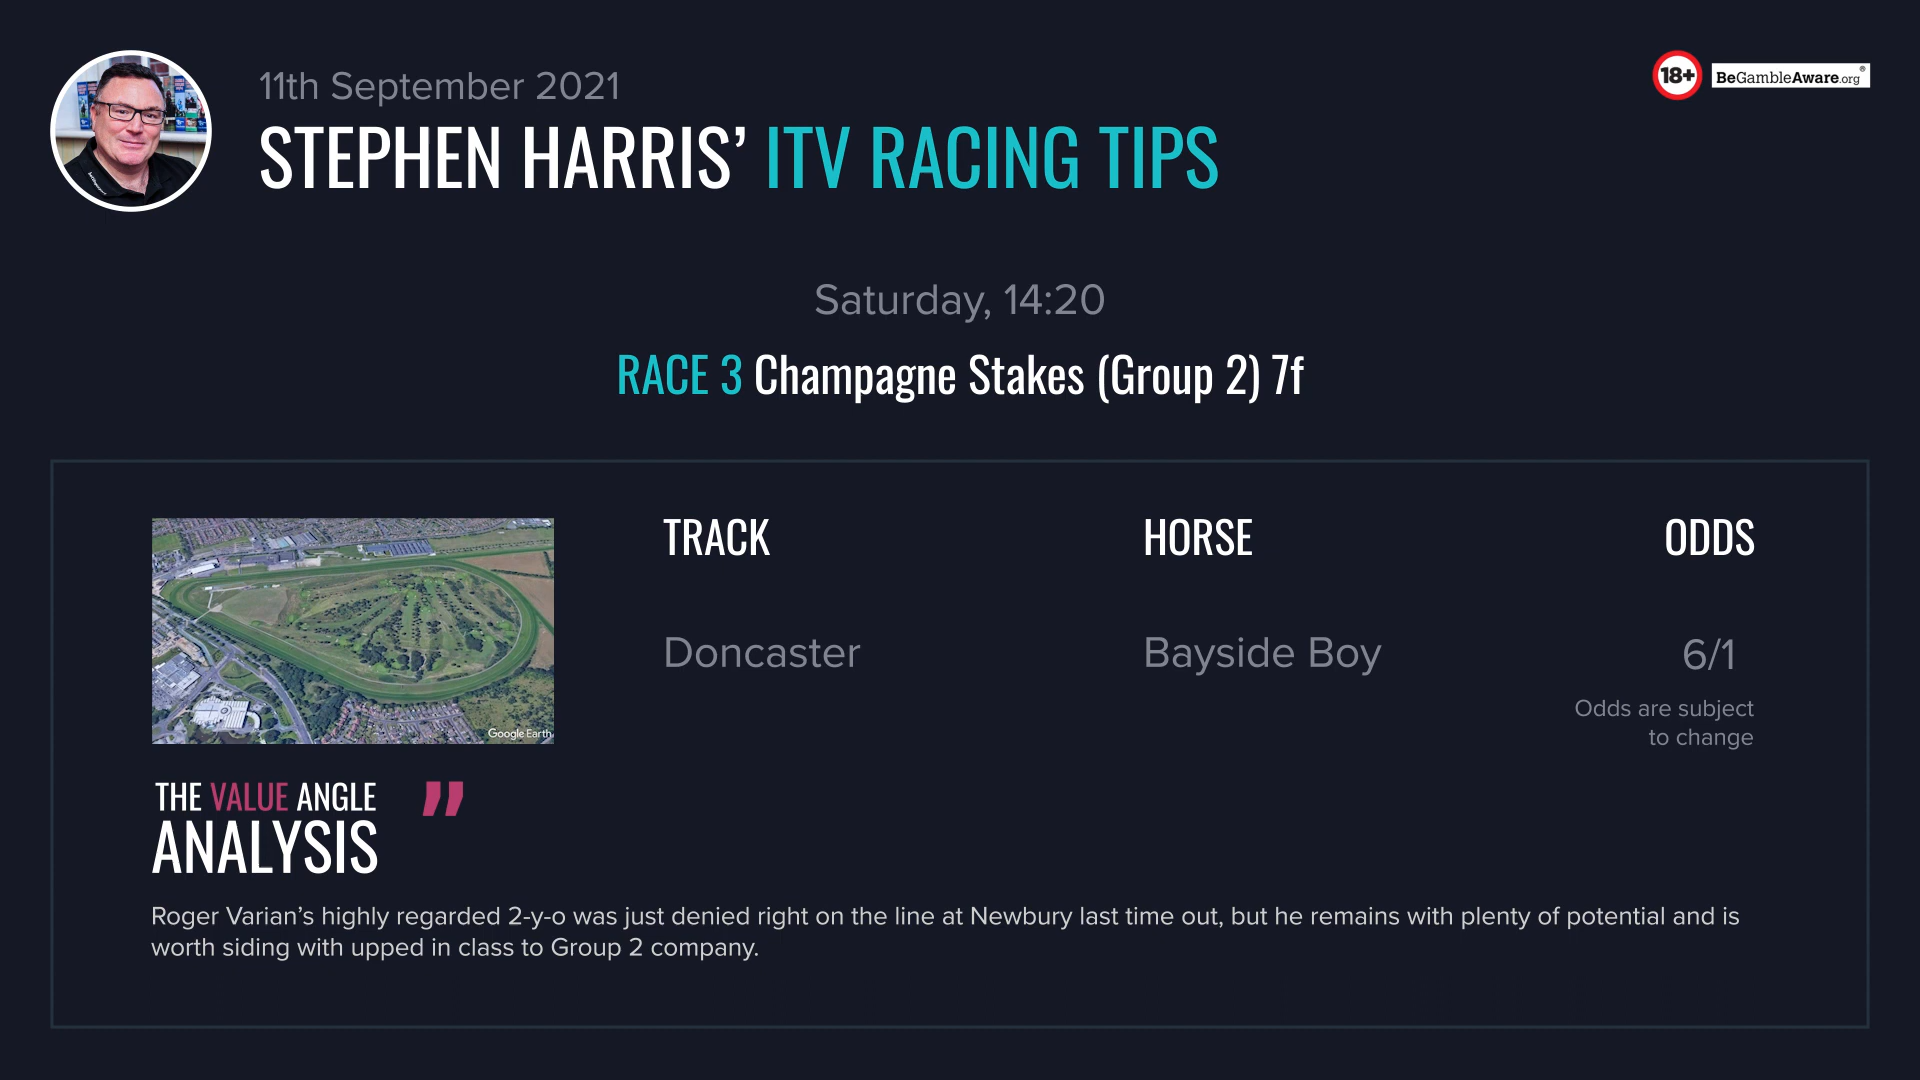 11th September 2021
STEPHEN HARRIS’ ITV RACING TIPS
18+ BeGambleAware.org®
Saturday, 14:20
RACE 3 Champagne Stakes (Group 2) 7f
TRACK HORSE ODDS
Doncaster Bayside Boy 6/1
Odds are subject
to change
Google Earth
THE VALUE ANGLE
ANALYSIS ”
Roger Varian’s highly regarded 2-y-o was just denied right on the line at Newbury last time out, but he remains with plenty of potential and is
worth siding with upped in class to Group 2 company.